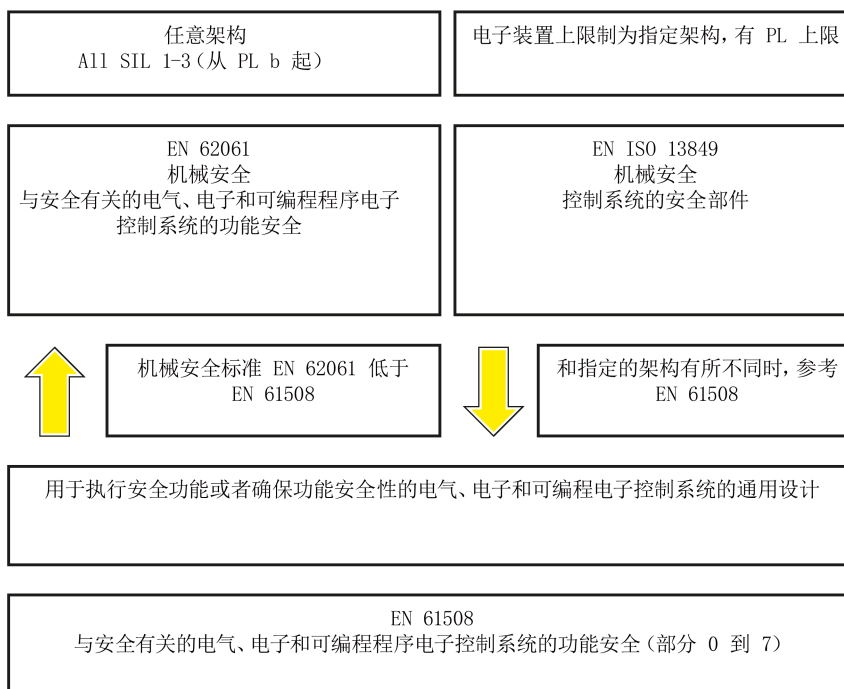 任意架构
All SIL 1-3（从 PL b 起）
电子装置上限制为指定架构，有 PL 上限
EN 62061
机械安全
与安全有关的电气、电子和可编程程序电子
控制系统的功能安全
EN ISO 13849
机械安全
控制系统的安全部件
机械安全标准 EN 62061 低于
EN 61508
和指定的架构有所不同时，参考
EN 61508
用于执行安全功能或者确保功能安全性的电气、电子和可编程电子控制系统的通用设计
EN 61508
与安全有关的电气、电子和可编程程序电子控制系统的功能安全（部分 0 到 7）